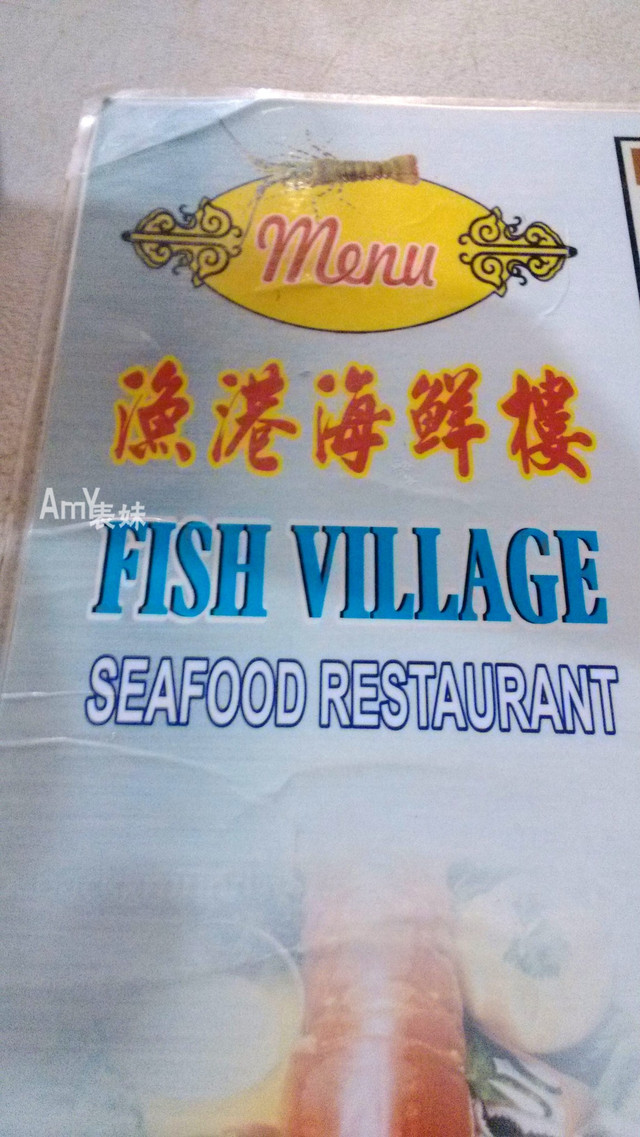 Menu
漁港海鮮樓
AmY表妹
FISH VILLAGE
SEAFOOD RESTAURANT